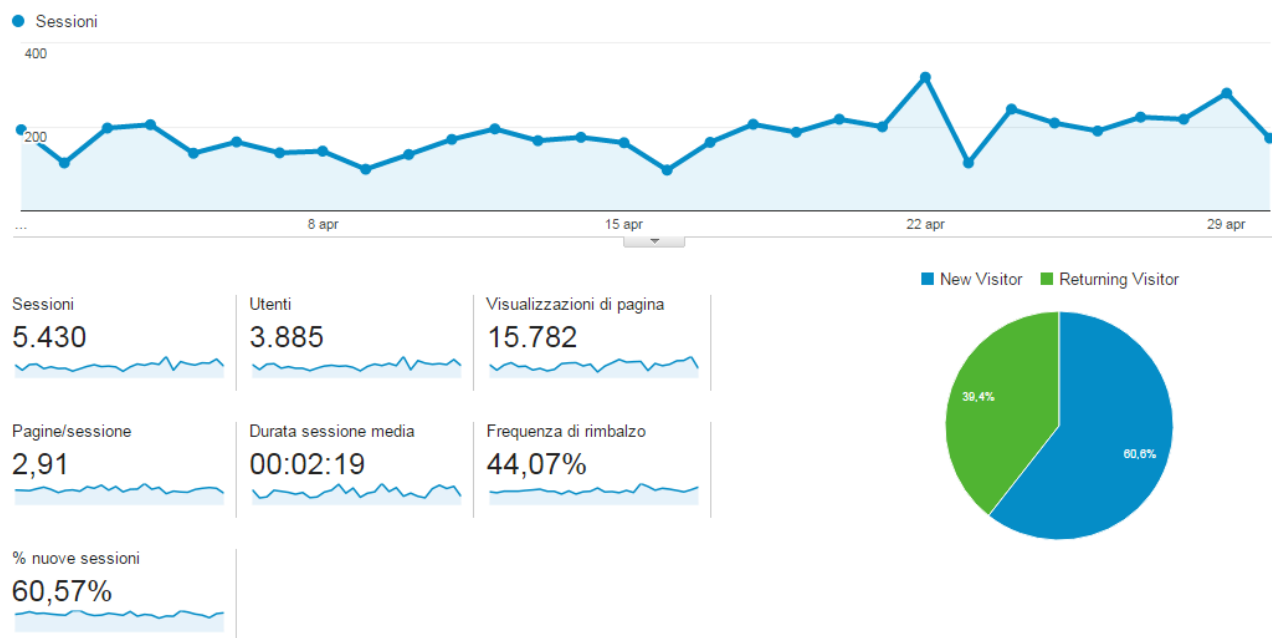 Sessioni
400
200
...
8 apr
15 apr
22 apr
29 apr
New Visitor
Returning Visitor
Sessioni
5.430
Utenti
3.885
Visualizzazioni di pagina
15.782
Pagine/sessione
2,91
Durata sessione media
00:02:19
Frequenza di rimbalzo
44,07%
% nuove sessioni
60,57%
39,4%
60,6%